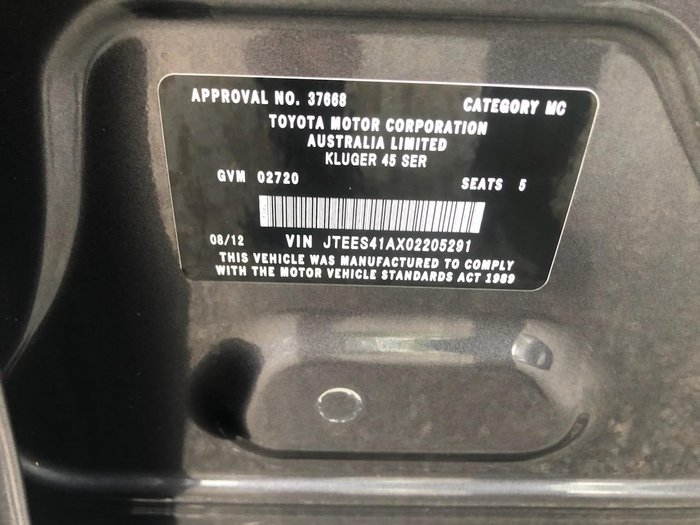 APPROVAL NO. 37668 CATEGORY MC
TOYOTA MOTOR CORPORATION
AUSTRALIA LIMITED
KLUGER 45 SER
GVM 02720 SEATS 5
08/12 VIN JTEES41AX02205291
THIS VEHICLE WAS MANUFACTURED TO COMPLY
WITH THE MOTOR VEHICLE STANDARDS ACT 1989